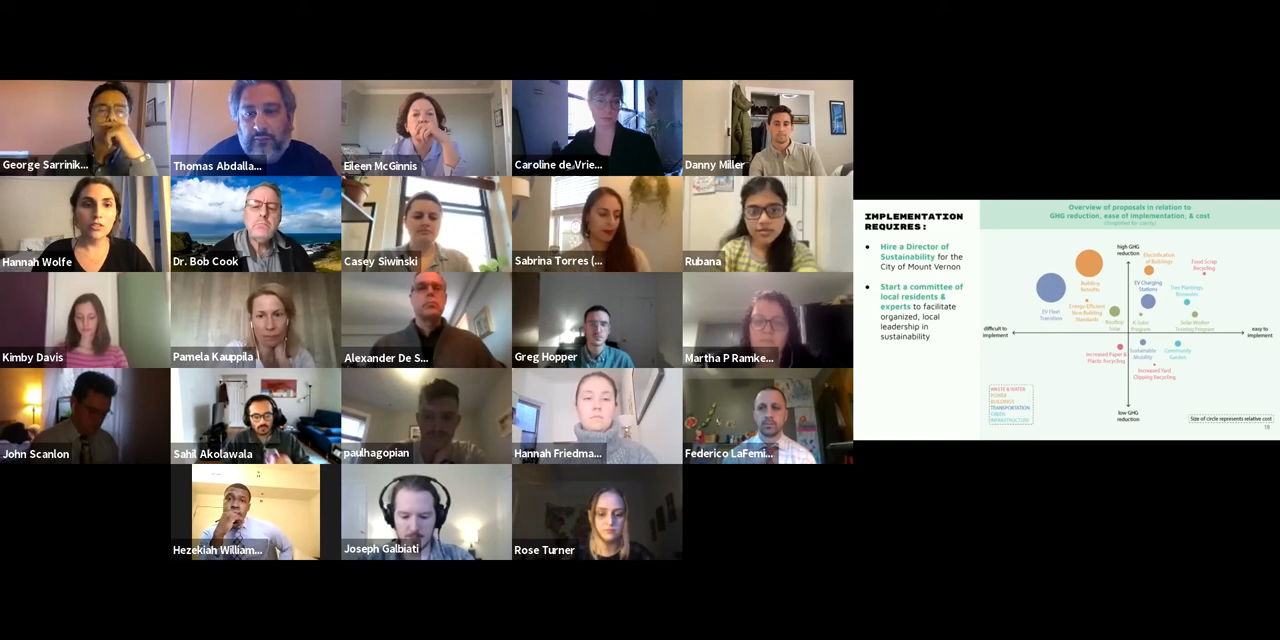 George Sarrinik...
Thomas Abdalla...
Eileen McGinnis
Caroline de Vrie...
Danny Miller
Hannah Wolfe
Dr. Bob Cook
Casey Siwinski
Sabrina Torres (...
Rubana
Kimby Davis
Pamela Kauppila
Alexander De S...
Greg Hopper
Martha P Ramke...
John Scanlon
Sahil Akolawala
paulhagopian
Hannah Friedma...
Federico LaFemi...
Hezekiah William...
Joseph Galbiati
Rose Turner
IMPLEMENTATION
REQUIRES:
● Hire a Director of
Sustainability for the
City of Mount Vernon
● Start a committee of
local residents &
experts to facilitate
organized, local
leadership in
sustainability
Overview of proposals in relation to
GHG reduction, ease of implementation, & cost
(simplified for clarity)
high GHG
reduction
Electrification
of Buildings
Food Scrap
Recycling
Building
Retrofits
EV Charging
Stations
Tree Plantings,
Bioswales
EV Fleet
Transition
Energy-Efficient
New Building
Standards
Rooftop
Solar
Program
Solar Worker
Training Program
difficult to
implement
easy to
implement
Increased Paper &
Plastic Recycling
Sustainable
Mobility
Community
Garden
Increased Yard
Clipping Recycling
WASTE & WATER
POWER
BUILDINGS
TRANSPORTATION
GREEN
INFRASTRUCTURE
low GHG
reduction
Size of circle represents relative cost
18